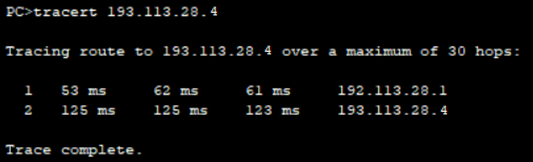 PC>tracert 193.113.28.4
Tracing route to 193.113.28.4 over a maximum of 30 hops:
1 53 ms 62 ms 61 ms 192.113.28.1
2 125 ms 125 ms 123 ms 193.113.28.4
Trace complete.